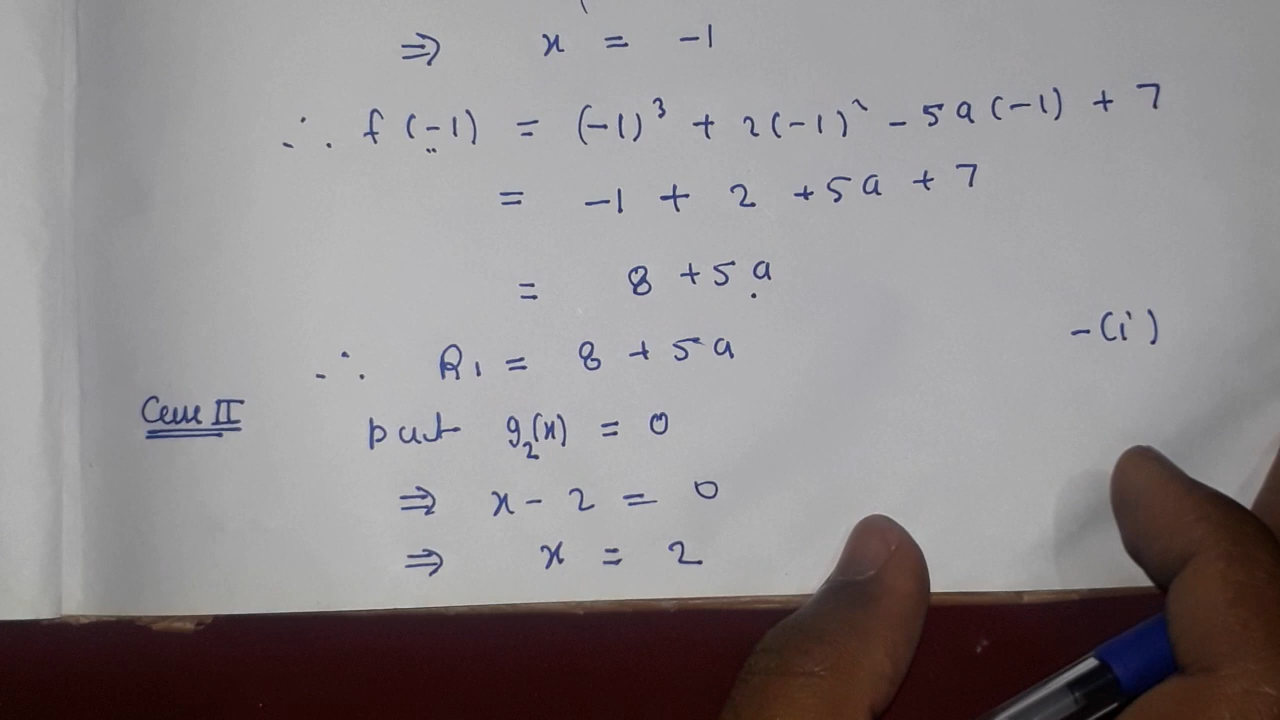 ⇒ x = -1
∴ f(-1) = (-1)³ + 2(-1)² - 5a(-1) + 7
= -1 + 2 + 5a + 7
= 8 + 5a
∴ R₁ = 8 + 5a -(i)
Case II put g₂(x) = 0
⇒ x - 2 = 0
⇒ x = 2